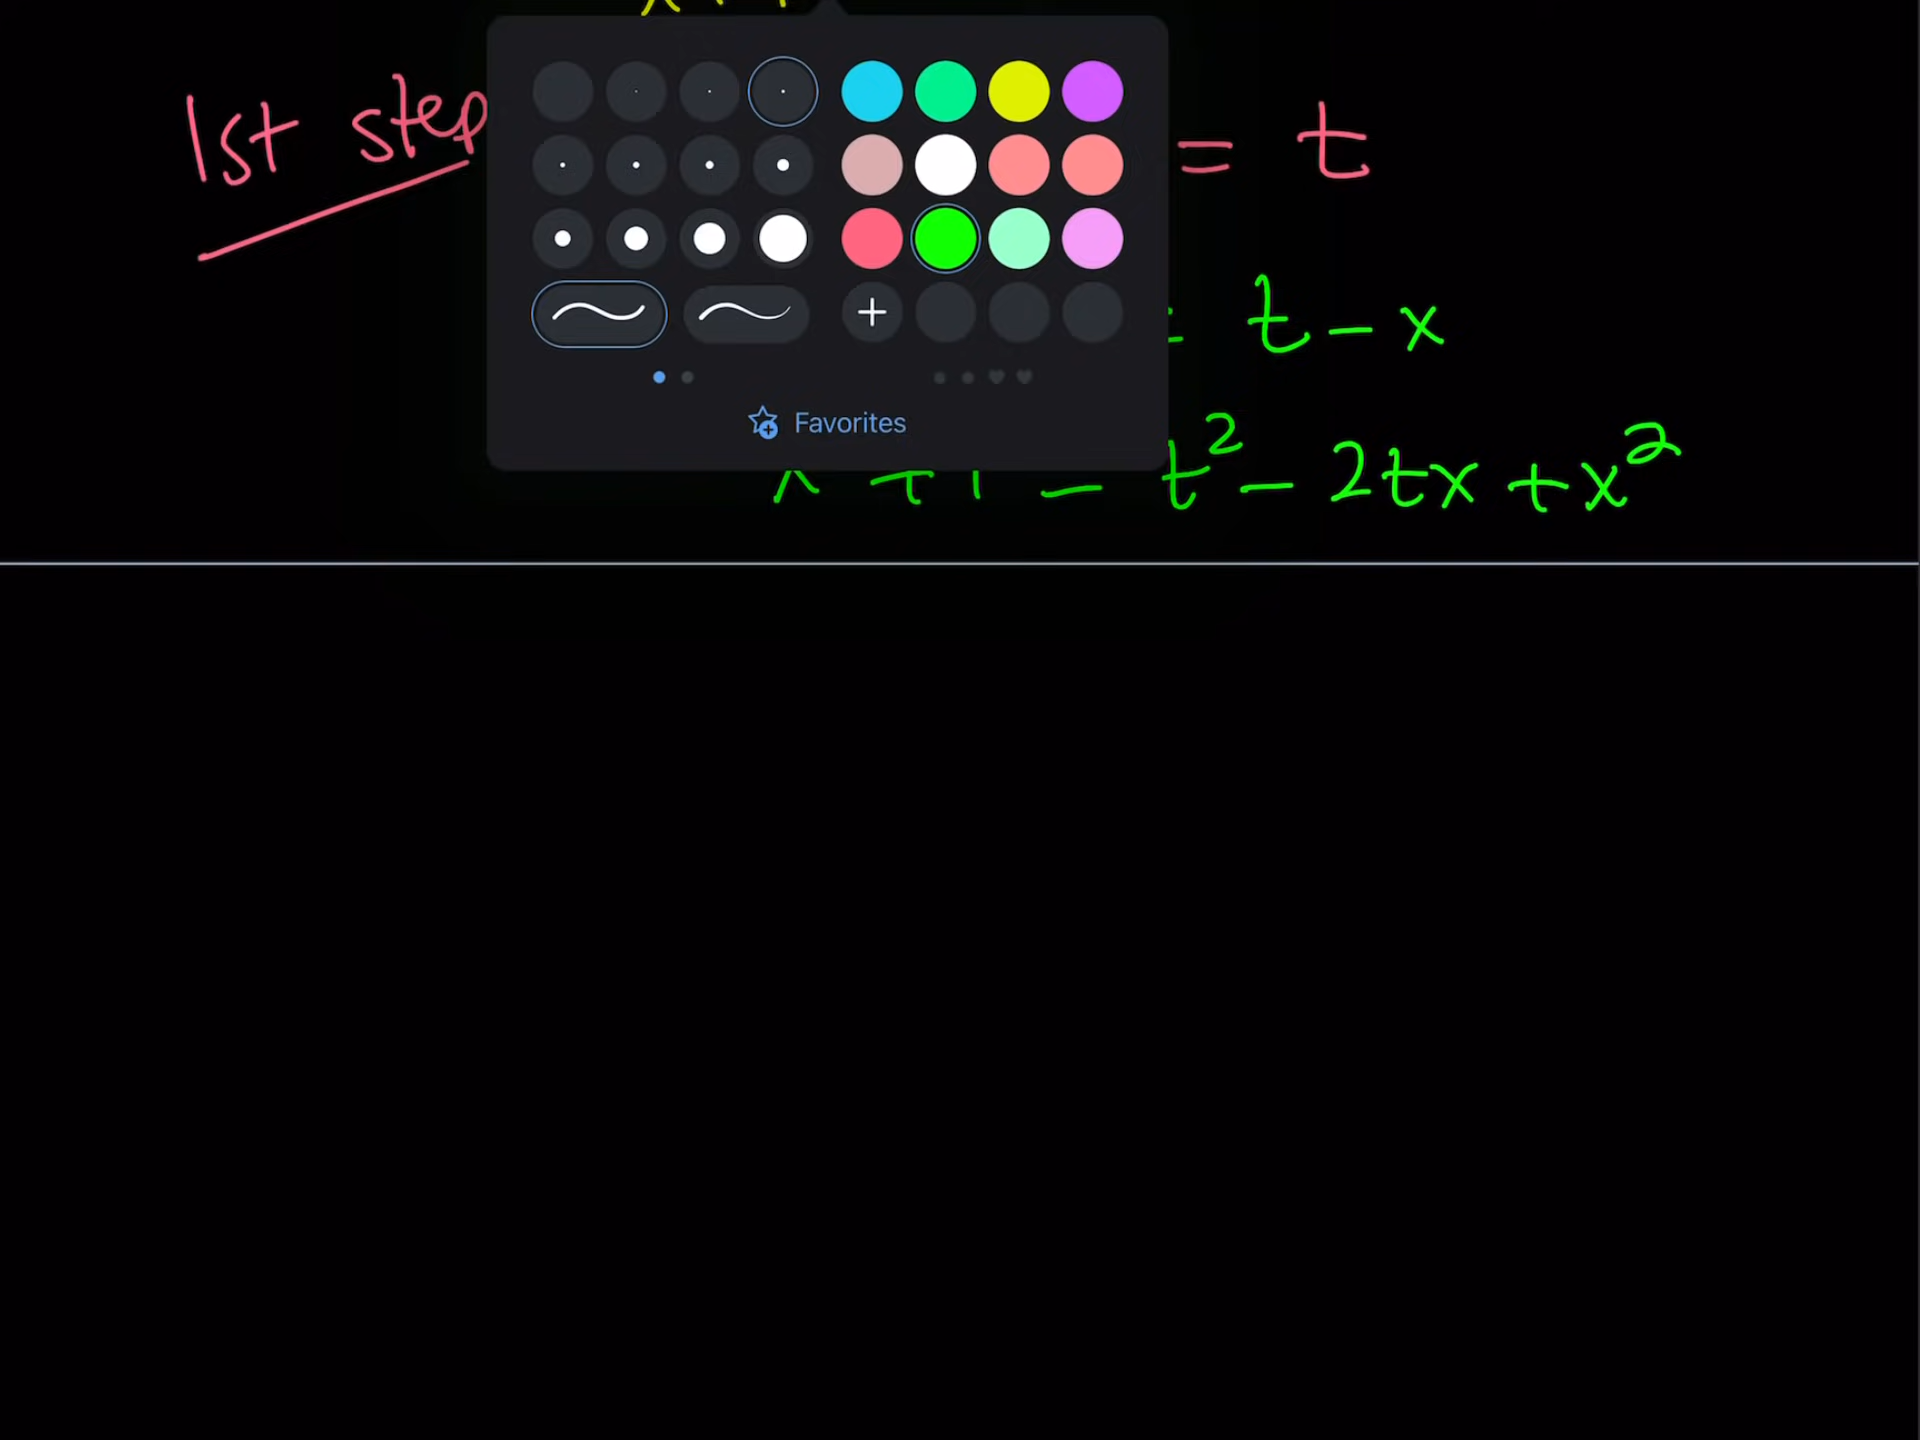 1st step = t
= t - x
t² - 2tx + x²
Favorites